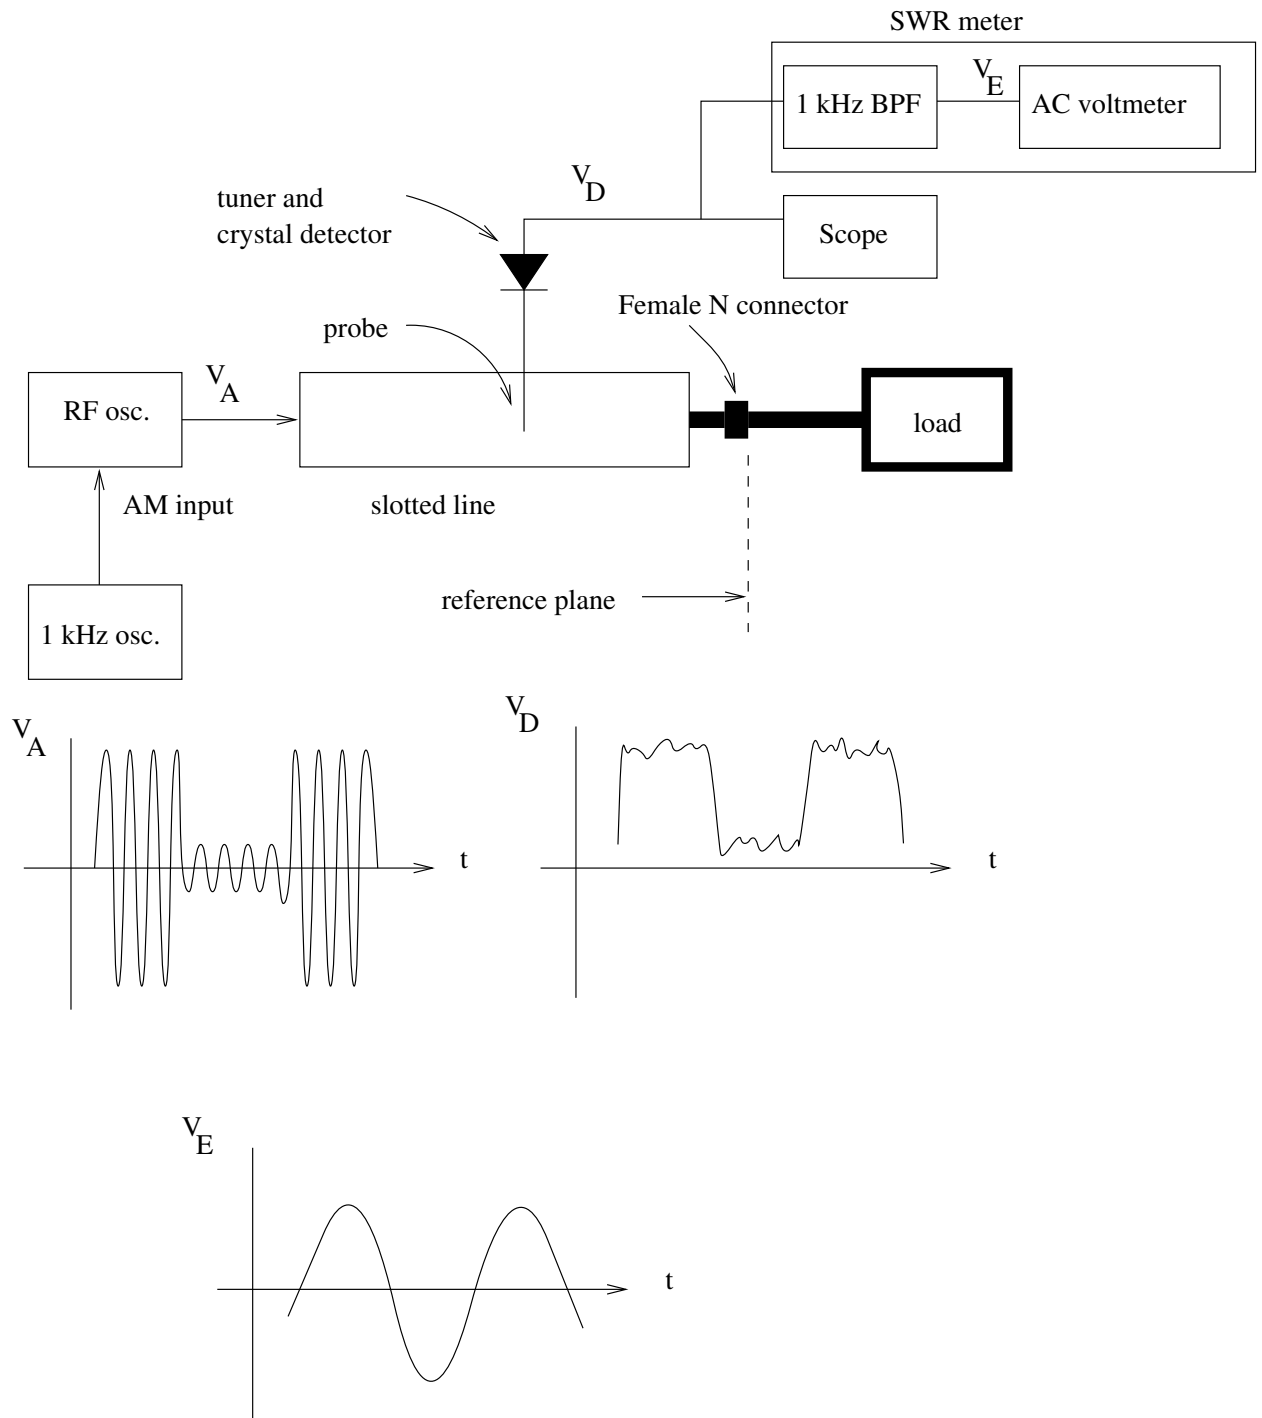 SWR meter
1 kHz BPF
V
E
AC voltmeter
V
D
tuner and
crystal detector
Scope
Female N connector
probe
V
A
RF osc.
load
AM input
slotted line
reference plane
1 kHz osc.
V
A
t
V
D
t
V
E
t